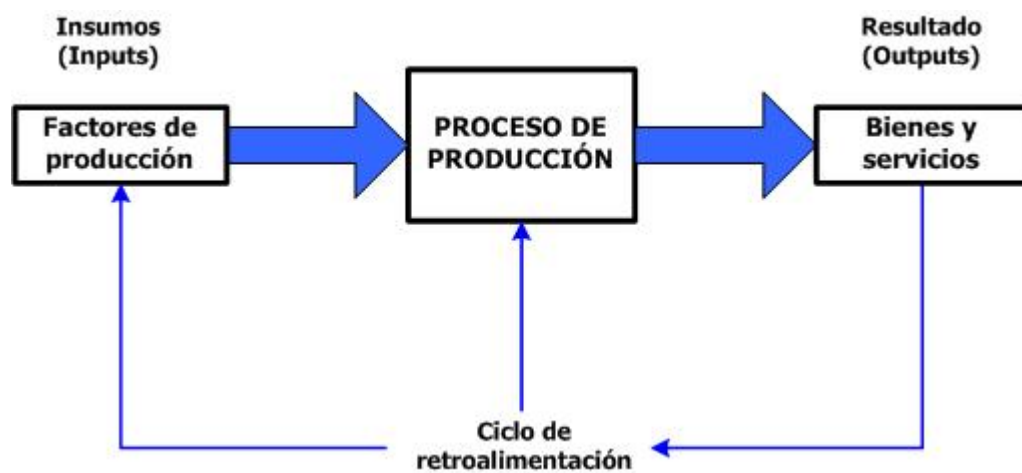 Insumos
(Inputs)
Resultado
(Outputs)
Factores de
producción
PROCESO DE
PRODUCCIÓN
Bienes y
servicios
Ciclo de
retroalimentación